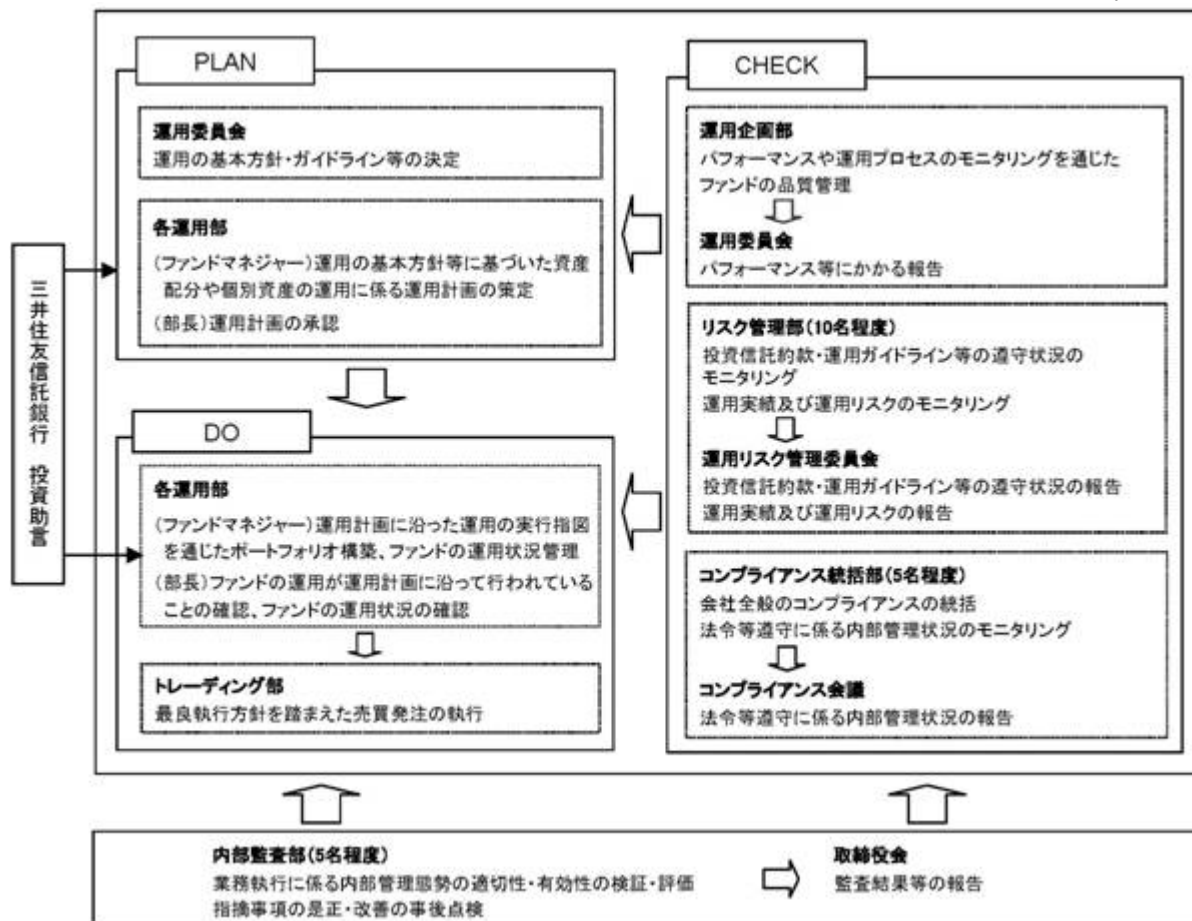 PLAN
運用委員会
運用の基本方針・ガイドライン等の決定
各運用部
(ファンドマネジャー)運用の基本方針等に基づいた資産
配分や個別資産の運用に係る運用計画の策定
(部長)運用計画の承認
三井住友信託銀行 投資助言
DO
各運用部
(ファンドマネジャー)運用計画に沿った運用の実行指図
を通じたポートフォリオ構築、ファンドの運用状況管理
(部長)ファンドの運用が運用計画に沿って行われている
ことの確認、ファンドの運用状況の確認
トレーディング部
最良執行方針を踏まえた売買発注の執行
CHECK
運用企画部
パフォーマンスや運用プロセスのモニタリングを通じた
ファンドの品質管理
運用委員会
パフォーマンス等にかかる報告
リスク管理部(10名程度)
投資信託約款・運用ガイドライン等の遵守状況の
モニタリング
運用実績及び運用リスクのモニタリング
運用リスク管理委員会
投資信託約款・運用ガイドライン等の遵守状況の報告
運用実績及び運用リスクの報告
コンプライアンス統括部(5名程度)
会社全般のコンプライアンスの統括
法令等遵守に係る内部管理状況のモニタリング
コンプライアンス会議
法令等遵守に係る内部管理状況の報告
内部監査部(5名程度)
業務執行に係る内部管理態勢の適切性・有効性の検証・評価
指摘事項の是正・改善の事後点検
取締役会
監査結果等の報告